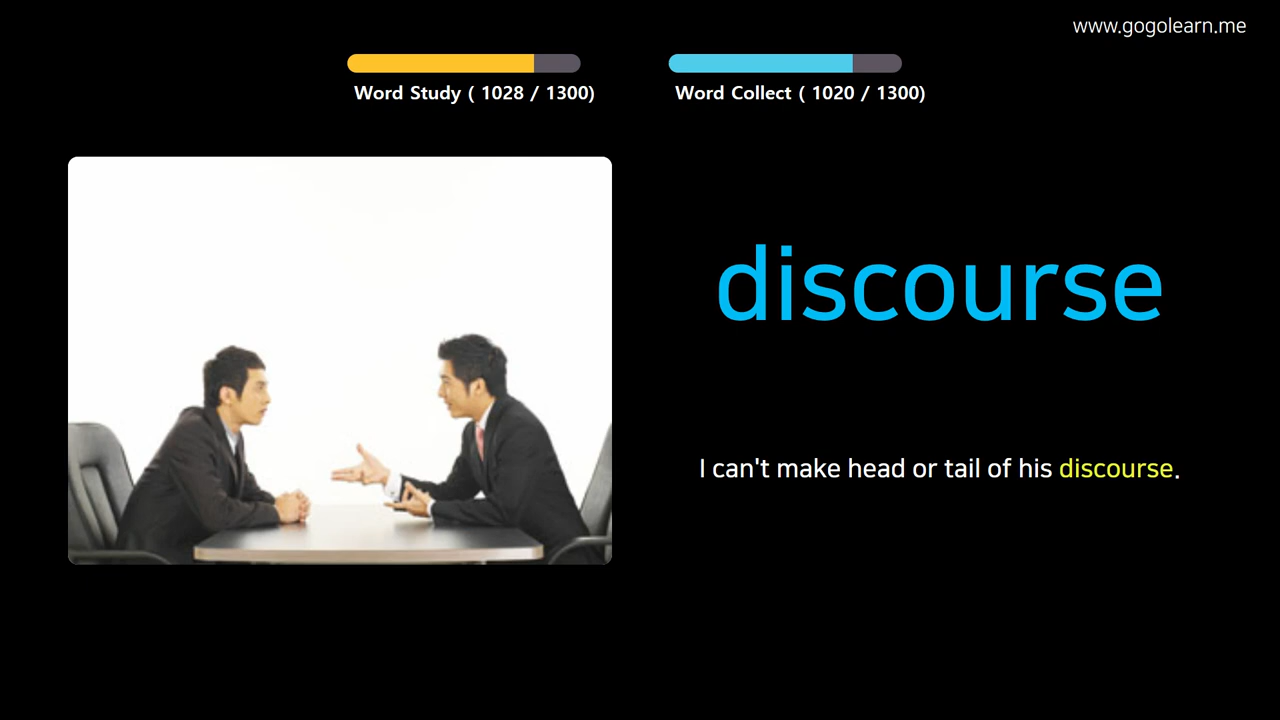 www.gogolearn.me
Word Study ( 1028 / 1300)
Word Collect ( 1020 / 1300)
discourse
I can't make head or tail of his discourse.